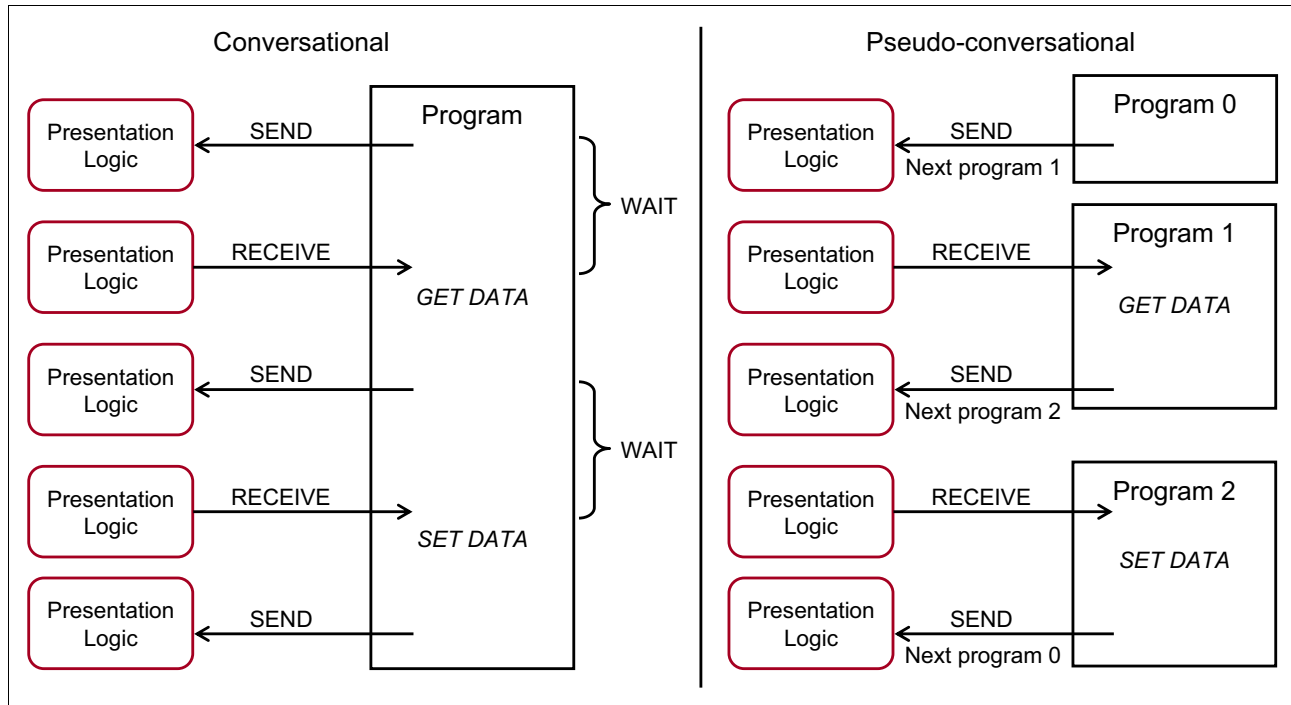 Conversational
Presentation
Logic
SEND
Program
WAIT
Presentation
Logic
RECEIVE
GET DATA
Presentation
Logic
SEND
WAIT
Presentation
Logic
RECEIVE
SET DATA
Presentation
Logic
SEND
Pseudo-conversational
Presentation
Logic
SEND
Next program 1
Program 0
Presentation
Logic
RECEIVE
Program 1
GET DATA
Presentation
Logic
SEND
Next program 2
Presentation
Logic
RECEIVE
Program 2
SET DATA
Presentation
Logic
SEND
Next program 0